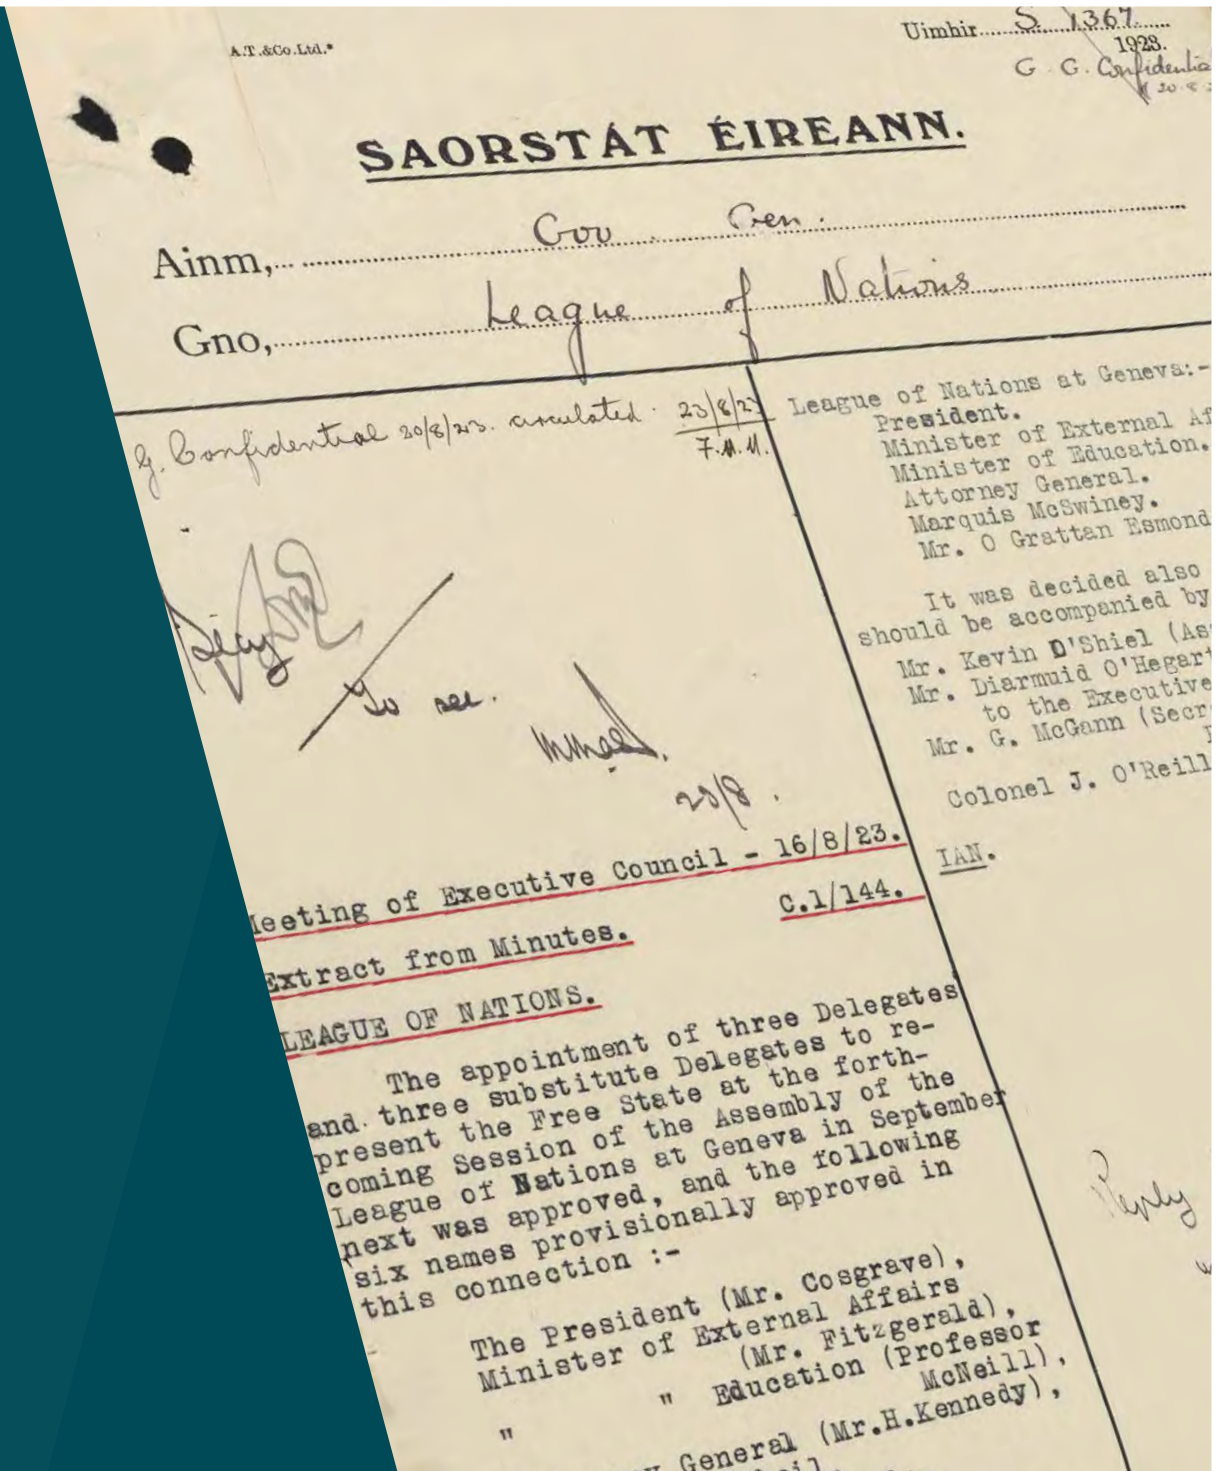 A.T.&Co.Ltd.*
Uimhir S. 1367
1923.
G. G. Confidential
20.8.2
SAORSTÁT ÉIREANN.
Ainm, Gov. Gen.
Gno, League of Nations
G. Confidential 20/8/23. circulated. 23/8/23
To see.
23/8.
Meeting of Executive Council - 16/8/23.
C.1/144.
Extract from Minutes.
LEAGUE OF NATIONS.
The appointment of three Delegates
and three substitute Delegates to re-
present the Free State at the forth-
coming Session of the Assembly of the
League of Nations at Geneva in September
next was approved, and the following
six names provisionally approved in
this connection :-
The President (Mr. Cosgrave),
Minister of External Affairs
(Mr. Fitzgerald),
" " Education (Professor
McNeill),
General (Mr.H.Kennedy),
League of Nations at Geneva:-
President.
Minister of External Af
Minister of Education.
Attorney General.
Marquis McSwiney.
Mr. O Grattan Esmond
It was decided also
should be accompanied by
Mr. Kevin O'Shiel (Ass
Mr. Diarmuid O'Hegart
to the Executive
Mr. G. McGann (Secr
Colonel J. O'Reill
IAN.
Reply